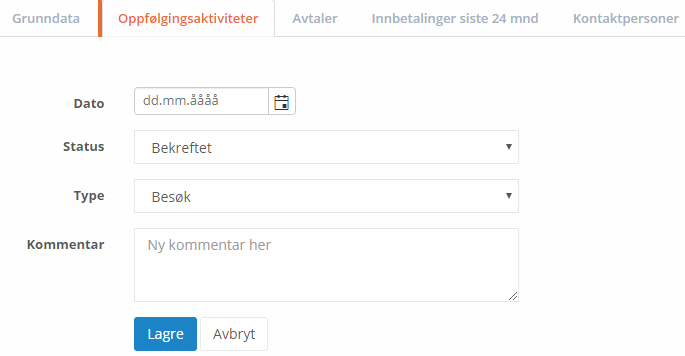 Grunndata Oppfølgingsaktiviteter Avtaler Innbetalinger siste 24 mnd Kontaktpersoner
Dato dd.mm.åååå
Status Bekreftet
Type Besøk
Kommentar Ny kommentar her
Lagre Avbryt